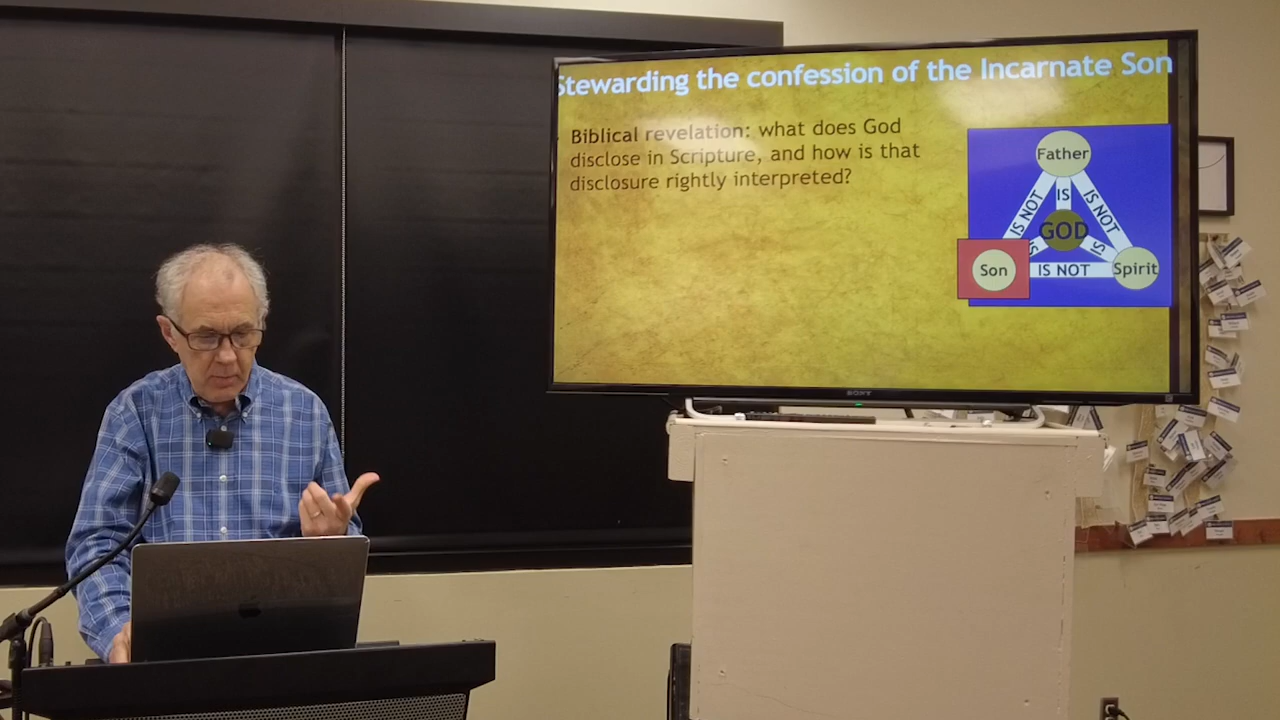 Stewarding the confession of the Incarnate Son
Biblical revelation: what does God
disclose in Scripture, and how is that
disclosure rightly interpreted?
Father
IS NOT
IS
IS NOT
GOD
IS
IS
Son
IS NOT
Spirit
SONY